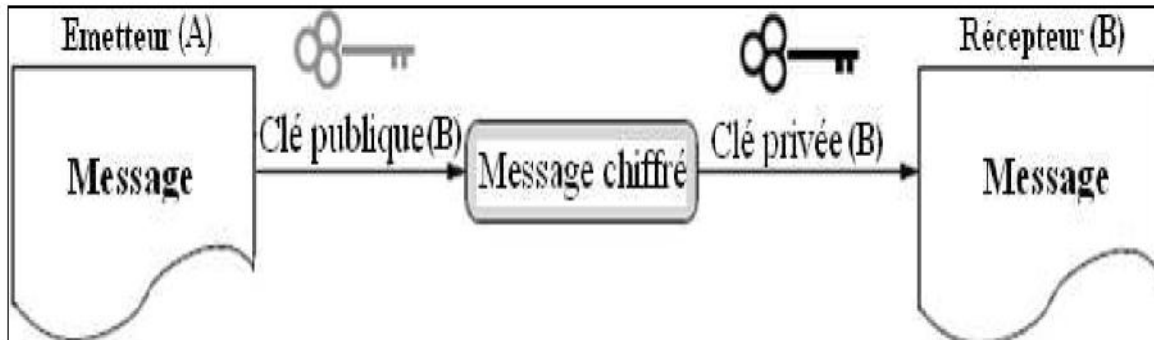 Emetteur (A)
Récepteur (B)
Clé publique (B)
Clé privée (B)
Message
Message chiffré
Message